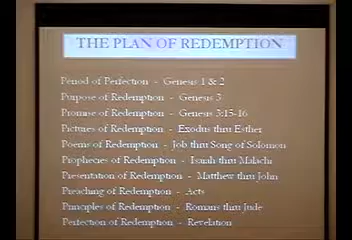 THE PLAN OF REDEMPTION
Period of Perfection - Genesis 1 & 2
Purpose of Redemption - Genesis 3
Promise of Redemption - Genesis 3:15-16
Pictures of Redemption - Exodus thru Esther
Poems of Redemption - Job thru Song of Solomon
Prophecies of Redemption - Isaiah thru Malachi
Presentation of Redemption - Matthew thru John
Preaching of Redemption - Acts
Principles of Redemption - Romans thru Jude
Perfection of Redemption - Revelation